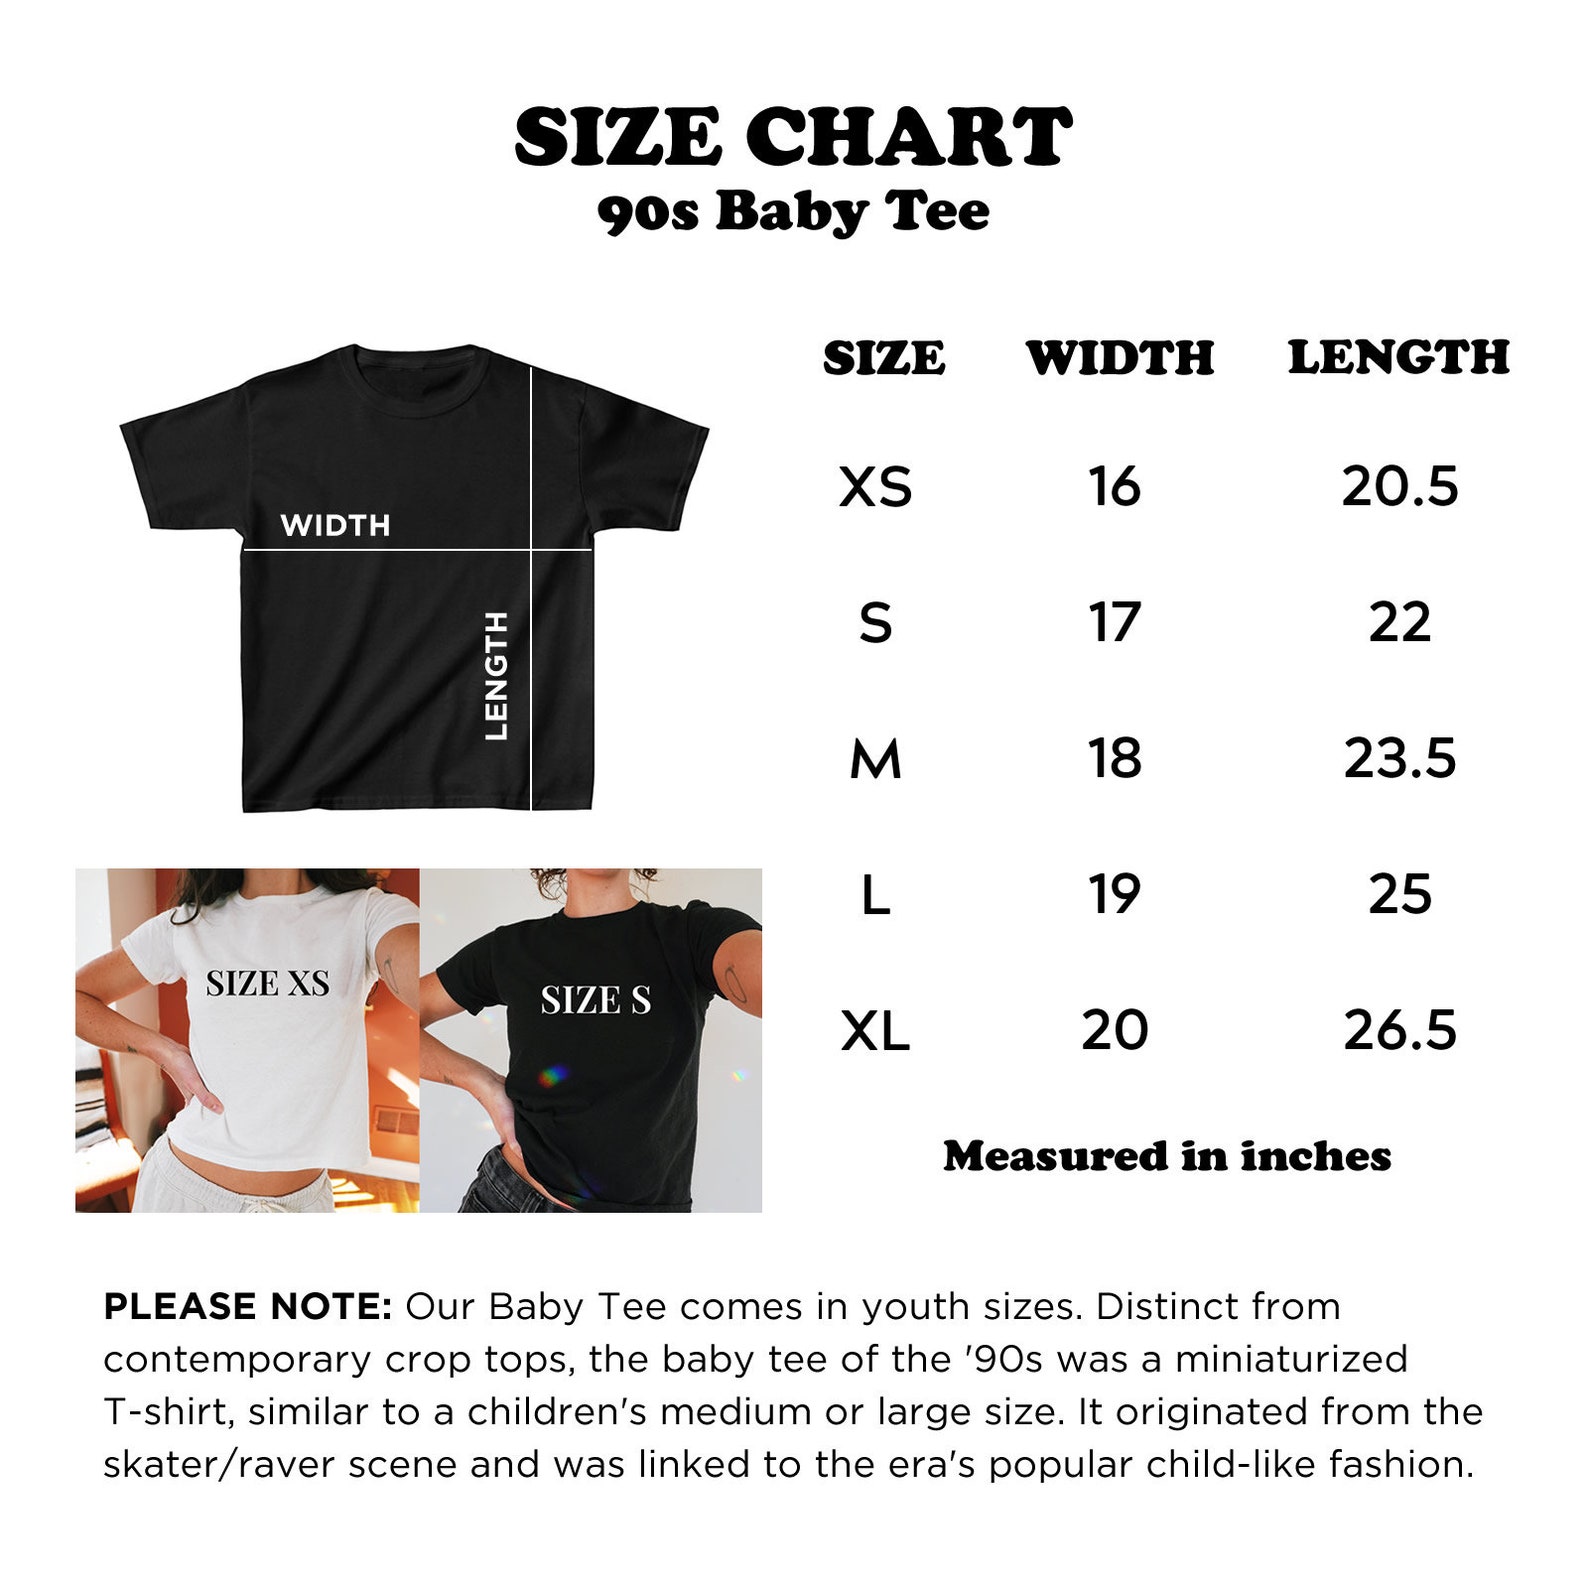 SIZE CHART
90s Baby Tee
WIDTH
LENGTH
SIZE WIDTH LENGTH
XS 16 20.5
S 17 22
M 18 23.5
L 19 25
XL 20 26.5
Measured in inches
SIZE XS
SIZE S
PLEASE NOTE: Our Baby Tee comes in youth sizes. Distinct from
contemporary crop tops, the baby tee of the '90s was a miniaturized
T-shirt, similar to a children's medium or large size. It originated from the
skater/raver scene and was linked to the era's popular child-like fashion.